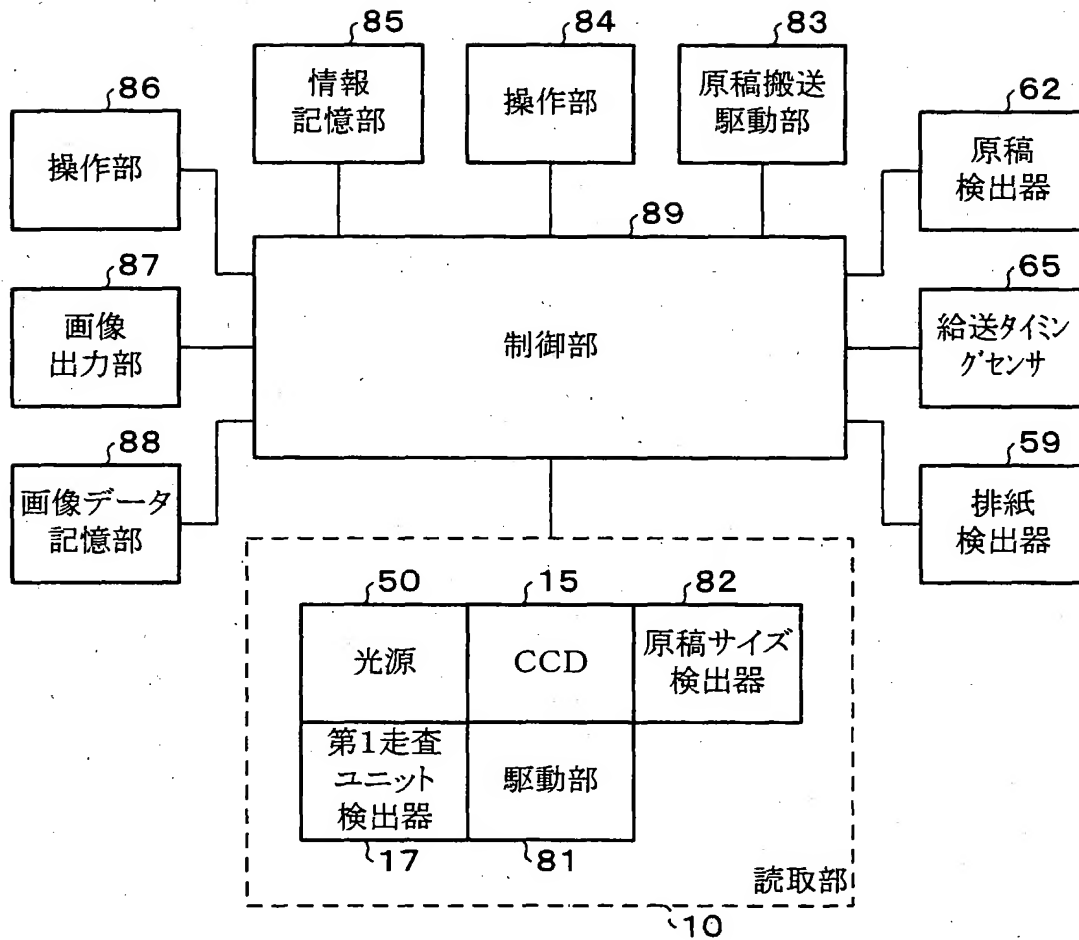 85
84
83
86
情報
記憶部
操作部
原稿搬送
駆動部
62
操作部
原稿
検出器
89
87
65
画像
出力部
制御部
給送タイミン
グセンサ
88
59
画像データ
記憶部
排紙
検出器
50
15
82
光源
CCD
原稿サイズ
検出器
第1走査
ユニット
検出器
駆動部
17
81
読取部
10